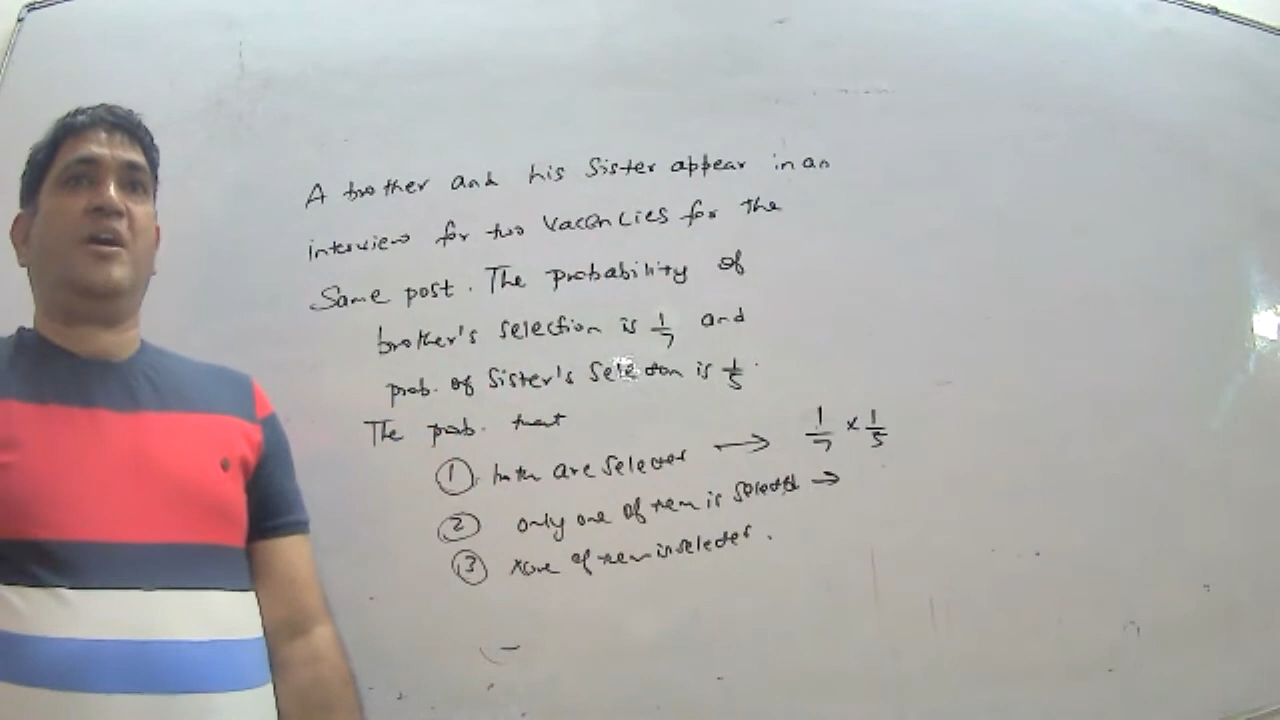 A brother and his Sister appear in an
interview for two vacancies for the
Same post. The probability of
brother's selection is 1/7 and
prob. of Sister's Selection is 1/5.
The prob. that
① both are selected → 1/7 × 1/5
② only one of them is selected →
③ None of them is selected.